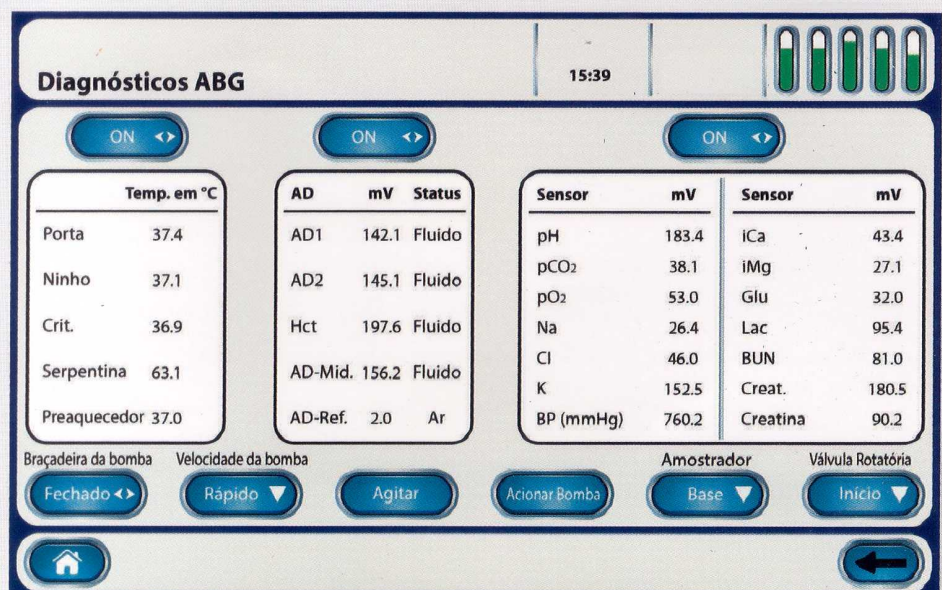 Diagnósticos ABG
15:39
ON
ON
ON
Temp. em °C
Porta 37.4
Ninho 37.1
Crit. 36.9
Serpentina 63.1
Preaquecedor 37.0
AD mV Status
AD1 142.1 Fluido
AD2 145.1 Fluido
Hct 197.6 Fluido
AD-Mid. 156.2 Fluido
AD-Ref. 2.0 Ar
Sensor mV
pH 183.4
pCO₂ 38.1
pO₂ 53.0
Na 26.4
Cl 46.0
K 152.5
BP (mmHg) 760.2
Sensor mV
iCa 43.4
iMg 27.1
Glu 32.0
Lac 95.4
BUN 81.0
Creat. 180.5
Creatina 90.2
Braçadeira da bomba
Fechado
Velocidade da bomba
Rápido
Agitar
Acionar Bomba
Amostrador
Base
Válvula Rotatória
Início